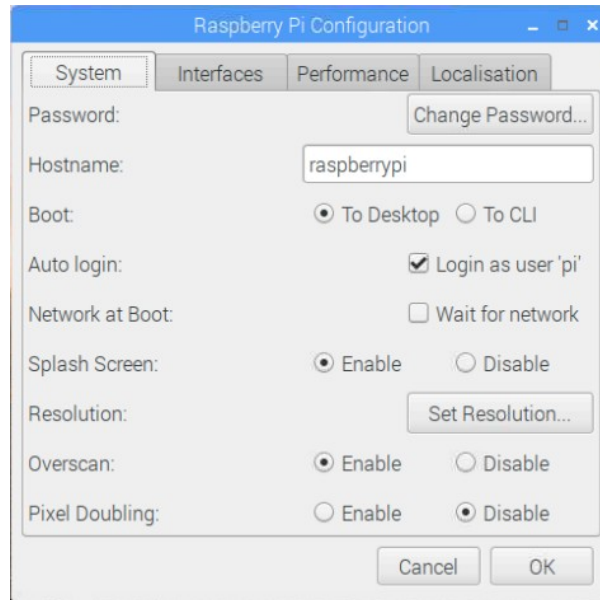 Raspberry Pi Configuration
System Interfaces Performance Localisation
Password: Change Password...
Hostname: raspberrypi
Boot: To Desktop To CLI
Auto login: Login as user 'pi'
Network at Boot: Wait for network
Splash Screen: Enable Disable
Resolution: Set Resolution...
Overscan: Enable Disable
Pixel Doubling: Enable Disable
Cancel OK